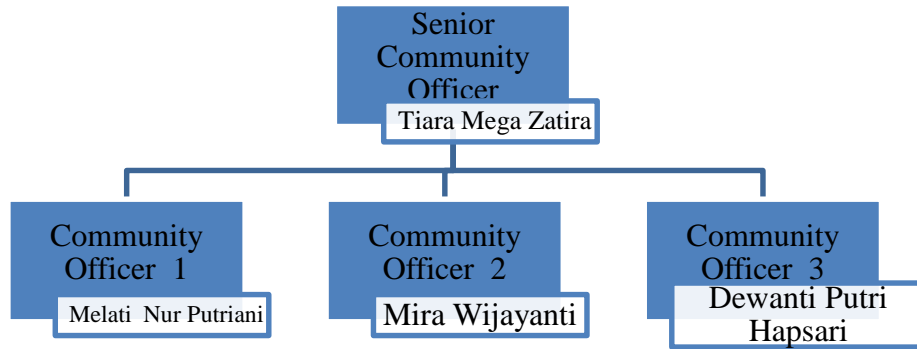 Senior
Community
Officer
Tiara Mega Zatira
Community
Officer 1
Melati Nur Putriani
Community
Officer 2
Mira Wijayanti
Community
Officer 3
Dewanti Putri
Hapsari